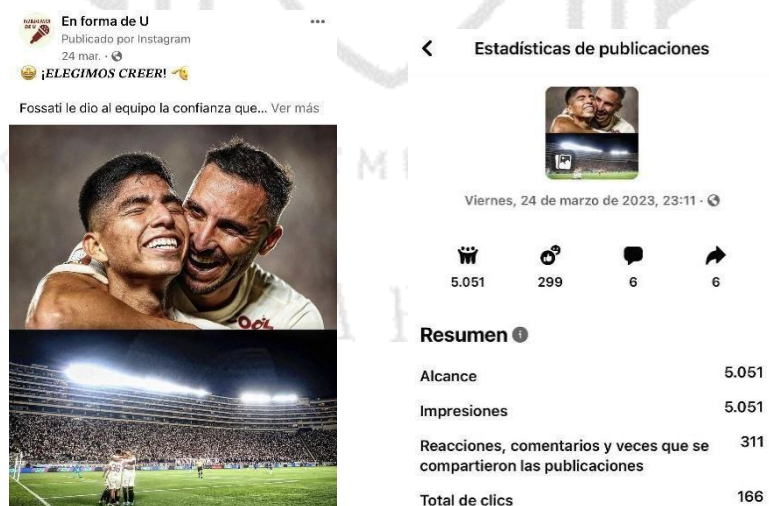 En forma de U
Publicado por Instagram
24 mar. ·
¡ELEGIMOS CREER!
Fossati le dio al equipo la confianza que... Ver más
Estadísticas de publicaciones
Viernes, 24 de marzo de 2023, 23:11 ·
5.051 299 6 6
Resumen
Alcance 5.051
Impresiones 5.051
Reacciones, comentarios y veces que se 311
compartieron las publicaciones
Total de clics 166